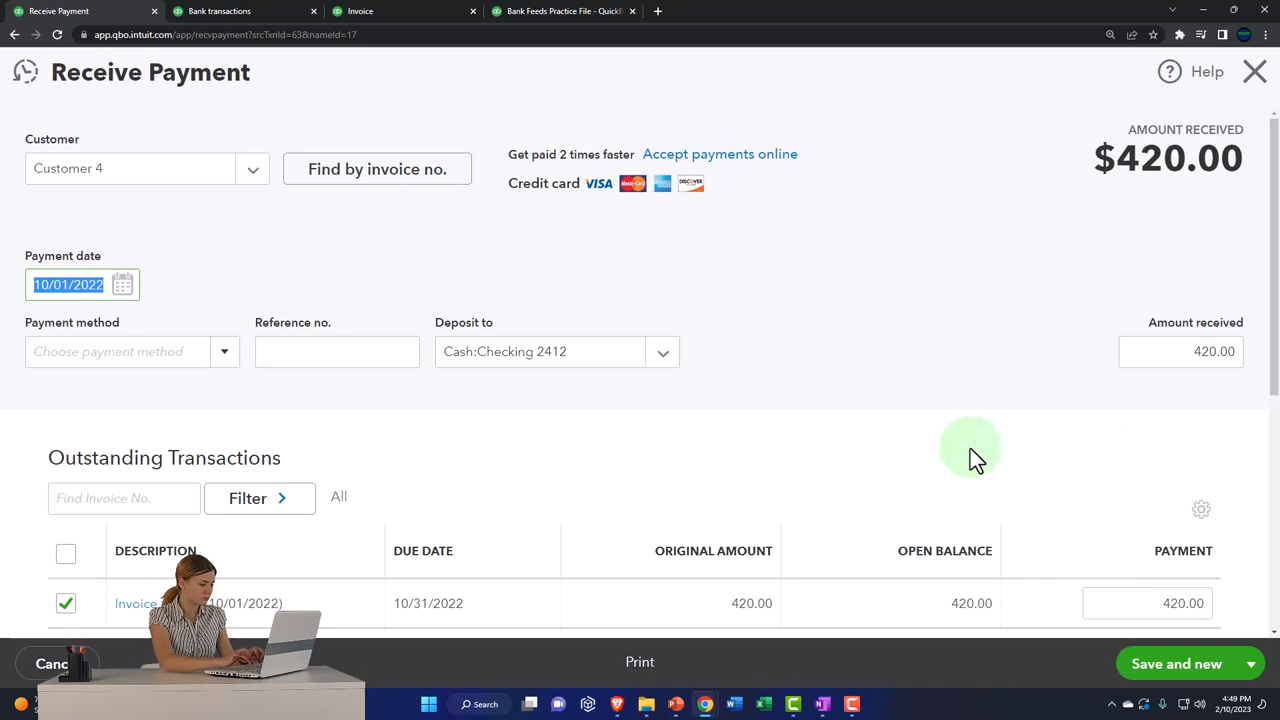 Receive Payment
Bank transactions
Invoice
app.qbo.intuit.com/app/recvpayment?srcTxnId=63&nameId=17
Receive Payment
Help
Customer
AMOUNT RECEIVED
Customer 4
Find by invoice no.
Get paid 2 times faster Accept payments online
$420.00
Credit card VISA
Payment date
10/01/2022
Payment method
Reference no.
Deposit to
Amount received
Choose payment method
Cash:Checking 2412
420.00
Outstanding Transactions
Find Invoice No.
Filter
All
DESCRIPTION
DUE DATE
ORIGINAL AMOUNT
OPEN BALANCE
PAYMENT
Invoice
10/01/2022)
10/31/2022
420.00
420.00
420.00
Print
Save and new
Search
4:49 PM
2/10/2023